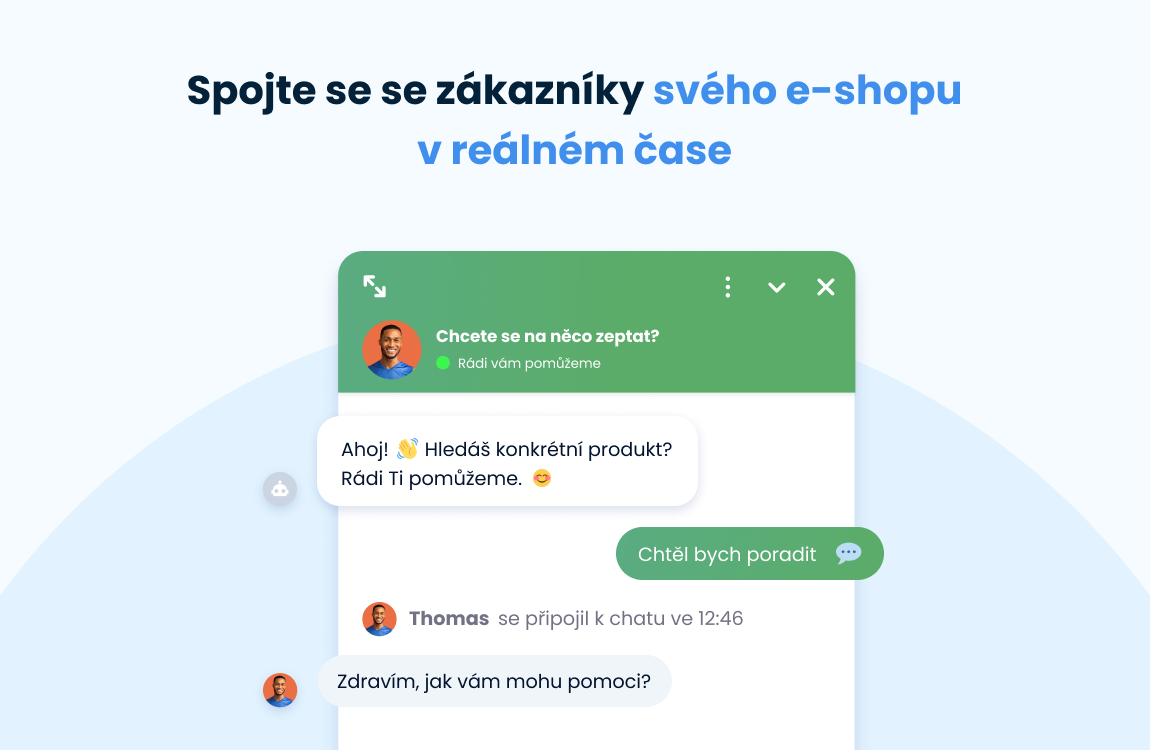 Spojte se se zákazníky svého e-shopu
v reálném čase
Chcete se na něco zeptat?
Rádi vám pomůžeme
Ahoj! 👋 Hledáš konkrétní produkt?
Rádi Ti pomůžeme. 😊
Chtěl bych poradit 💬
Thomas se připojil k chatu ve 12:46
Zdravím, jak vám mohu pomoci?